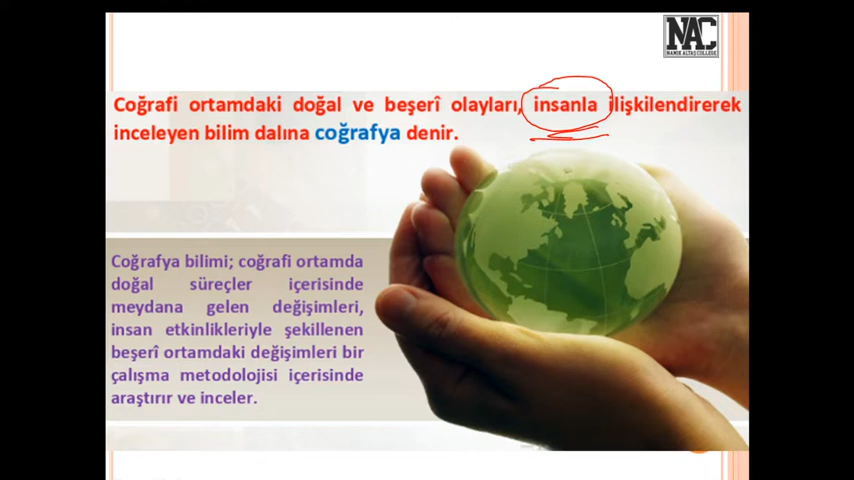 NAC
NAMIK ALTAŞ COLLEGE
Coğrafi ortamdaki doğal ve beşerî olayları, insanla ilişkilendirerek
inceleyen bilim dalına coğrafya denir.
Coğrafya bilimi; coğrafi ortamda
doğal süreçler içerisinde
meydana gelen değişimleri,
insan etkinlikleriyle şekillenen
beşerî ortamdaki değişimleri bir
çalışma metodolojisi içerisinde
araştırır ve inceler.